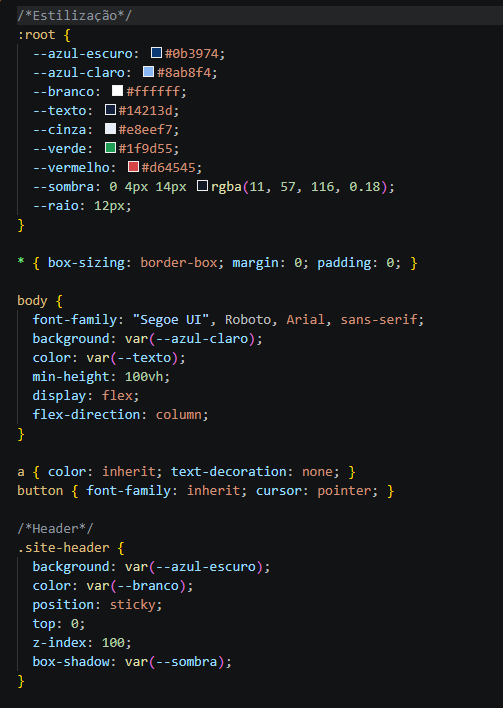 /*Estilização*/
:root {
  --azul-escuro: #0b3974;
  --azul-claro: #8ab8f4;
  --branco: #ffffff;
  --texto: #14213d;
  --cinza: #e8eef7;
  --verde: #1f9d55;
  --vermelho: #d64545;
  --sombra: 0 4px 14px rgba(11, 57, 116, 0.18);
  --raio: 12px;
}

* { box-sizing: border-box; margin: 0; padding: 0; }

body {
  font-family: "Segoe UI", Roboto, Arial, sans-serif;
  background: var(--azul-claro);
  color: var(--texto);
  min-height: 100vh;
  display: flex;
  flex-direction: column;
}

a { color: inherit; text-decoration: none; }
button { font-family: inherit; cursor: pointer; }

/*Header*/
.site-header {
  background: var(--azul-escuro);
  color: var(--branco);
  position: sticky;
  top: 0;
  z-index: 100;
  box-shadow: var(--sombra);
}